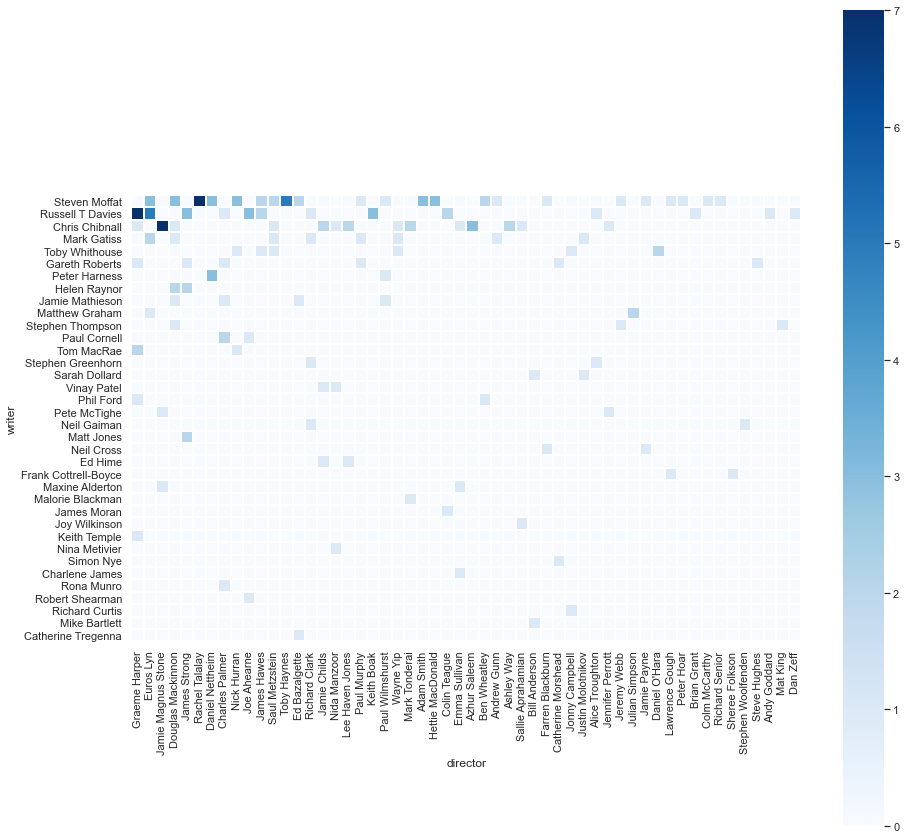 7
6
5
4
3
2
1
0
Steven Moffat
Russell T Davies
Chris Chibnall
Mark Gatiss
Toby Whithouse
Gareth Roberts
Peter Harness
Helen Raynor
Jamie Mathieson
Matthew Graham
Stephen Thompson
Paul Cornell
Tom MacRae
Stephen Greenhorn
Sarah Dollard
Vinay Patel
Phil Ford
Pete McTighe
Neil Gaiman
Matt Jones
Neil Cross
Ed Hime
Frank Cottrell-Boyce
Maxine Alderton
Malorie Blackman
James Moran
Joy Wilkinson
Keith Temple
Nina Metivier
Simon Nye
Charlene James
Rona Munro
Robert Shearman
Richard Curtis
Mike Bartlett
Catherine Tregenna
writer
Graeme Harper
Euros Lyn
Jamie Magnus Stone
Douglas Mackinnon
James Strong
Rachel Talalay
Daniel Nettheim
Charles Palmer
Nick Hurran
Joe Ahearne
James Hawes
Saul Metzstein
Toby Haynes
Ed Bazalgette
Richard Clark
Jamie Childs
Nida Manzoor
Lee Haven Jones
Paul Murphy
Keith Boak
Paul Wilmshurst
Wayne Yip
Mark Tonderai
Adam Smith
Hettie MacDonald
Colin Teague
Emma Sullivan
Azhur Saleem
Ben Wheatley
Andrew Gunn
Ashley Way
Sallie Aprahamian
Bill Anderson
Farren Blackburn
Catherine Morshead
Jonny Campbell
Justin Molotnikov
Alice Troughton
Jennifer Perrott
Jeremy Webb
Julian Simpson
Jamie Payne
Daniel O'Hara
Lawrence Gough
Peter Hoar
Brian Grant
Colm McCarthy
Richard Senior
Sheree Folkson
Stephen Woolfenden
Steve Hughes
Andy Goddard
Mat King
Dan Zeff
director